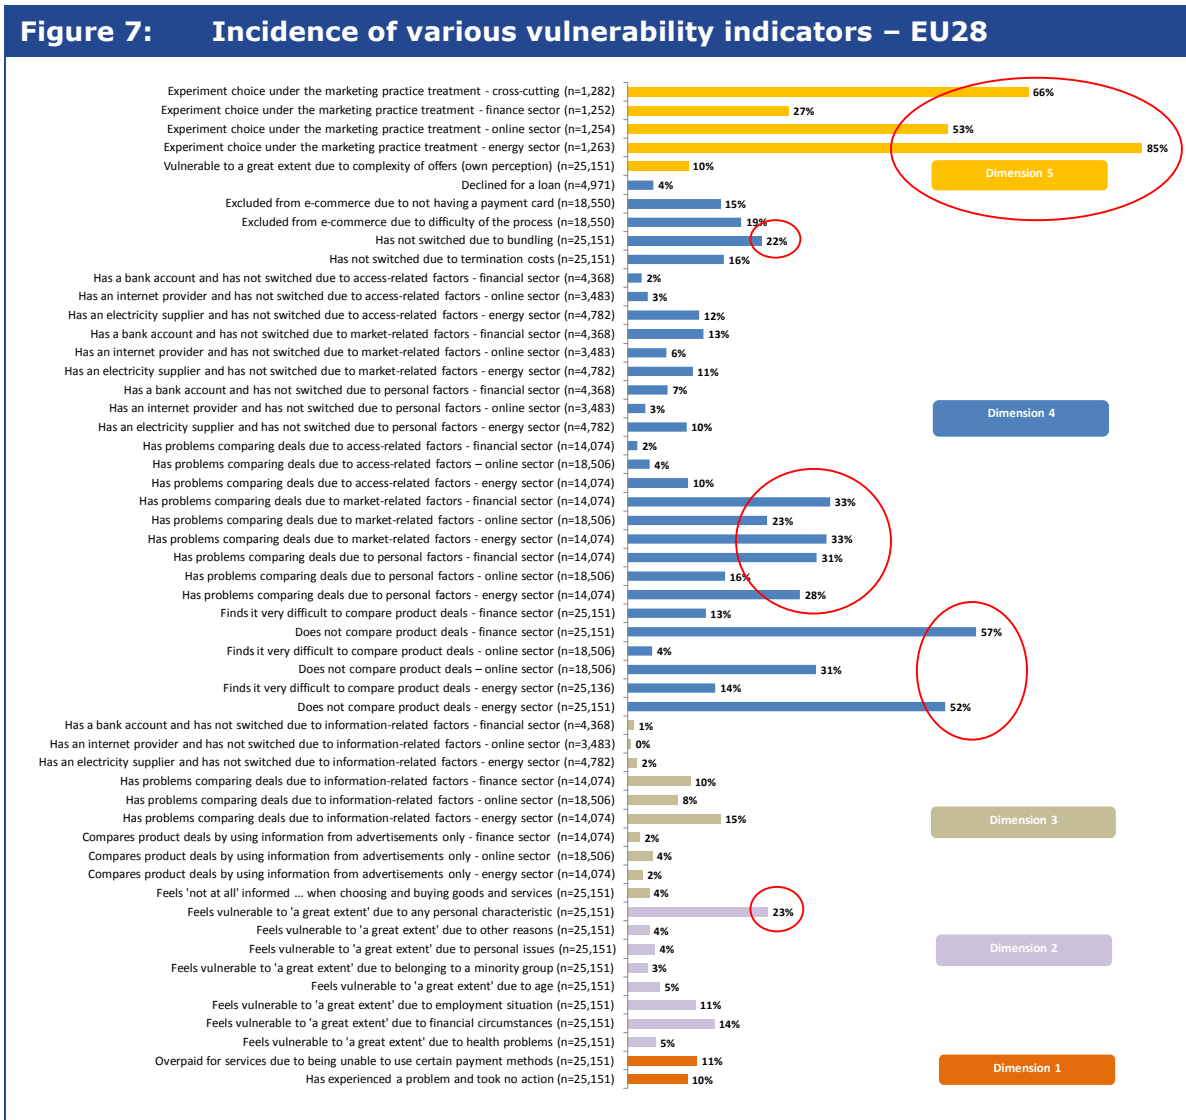 Figure 7: Incidence of various vulnerability indicators – EU28
Experiment choice under the marketing practice treatment - cross-cutting (n=1,282) 66%
Experiment choice under the marketing practice treatment - finance sector (n=1,252) 27%
Experiment choice under the marketing practice treatment - online sector (n=1,254) 53%
Experiment choice under the marketing practice treatment - energy sector (n=1,263) 85%
Vulnerable to a great extent due to complexity of offers (own perception) (n=25,151) 10%
Dimension 5
Declined for a loan (n=4,971) 4%
Excluded from e-commerce due to not having a payment card (n=18,550) 15%
Excluded from e-commerce due to difficulty of the process (n=18,550) 19%
Has not switched due to bundling (n=25,151) 22%
Has not switched due to termination costs (n=25,151) 16%
Has a bank account and has not switched due to access-related factors - financial sector (n=4,368) 2%
Has an internet provider and has not switched due to access-related factors - online sector (n=3,483) 3%
Has an electricity supplier and has not switched due to access-related factors - energy sector (n=4,782) 12%
Has a bank account and has not switched due to market-related factors - financial sector (n=4,368) 13%
Has an internet provider and has not switched due to market-related factors - online sector (n=3,483) 6%
Has an electricity supplier and has not switched due to market-related factors - energy sector (n=4,782) 11%
Has a bank account and has not switched due to personal factors - financial sector (n=4,368) 7%
Has an internet provider and has not switched due to personal factors - online sector (n=3,483) 3%
Dimension 4
Has an electricity supplier and has not switched due to personal factors - energy sector (n=4,782) 10%
Has problems comparing deals due to access-related factors - financial sector (n=14,074) 2%
Has problems comparing deals due to access-related factors – online sector (n=18,506) 4%
Has problems comparing deals due to access-related factors - energy sector (n=14,074) 10%
Has problems comparing deals due to market-related factors - financial sector (n=14,074) 33%
Has problems comparing deals due to market-related factors - online sector (n=18,506) 23%
Has problems comparing deals due to market-related factors - energy sector (n=14,074) 33%
Has problems comparing deals due to personal factors - financial sector (n=14,074) 31%
Has problems comparing deals due to personal factors - online sector (n=18,506) 16%
Has problems comparing deals due to personal factors - energy sector (n=14,074) 28%
Finds it very difficult to compare product deals - finance sector (n=25,151) 13%
Does not compare product deals - finance sector (n=25,151) 57%
Finds it very difficult to compare product deals - online sector (n=18,506) 4%
Does not compare product deals – online sector (n=18,506) 31%
Finds it very difficult to compare product deals - energy sector (n=25,136) 14%
Does not compare product deals - energy sector (n=25,151) 52%
Has a bank account and has not switched due to information-related factors - financial sector (n=4,368) 1%
Has an internet provider and has not switched due to information-related factors - online sector (n=3,483) 0%
Has an electricity supplier and has not switched due to information-related factors - energy sector (n=4,782) 2%
Has problems comparing deals due to information-related factors - finance sector (n=14,074) 10%
Has problems comparing deals due to information-related factors - online sector (n=18,506) 8%
Has problems comparing deals due to information-related factors - energy sector (n=14,074) 15%
Dimension 3
Compares product deals by using information from advertisements only - finance sector (n=14,074) 2%
Compares product deals by using information from advertisements only - online sector (n=18,506) 4%
Compares product deals by using information from advertisements only - energy sector (n=14,074) 2%
Feels 'not at all' informed ... when choosing and buying goods and services (n=25,151) 4%
Feels vulnerable to 'a great extent' due to any personal characteristic (n=25,151) 23%
Feels vulnerable to 'a great extent' due to other reasons (n=25,151) 4%
Feels vulnerable to 'a great extent' due to personal issues (n=25,151) 4%
Dimension 2
Feels vulnerable to 'a great extent' due to belonging to a minority group (n=25,151) 3%
Feels vulnerable to 'a great extent' due to age (n=25,151) 5%
Feels vulnerable to 'a great extent' due to employment situation (n=25,151) 11%
Feels vulnerable to 'a great extent' due to financial circumstances (n=25,151) 14%
Feels vulnerable to 'a great extent' due to health problems (n=25,151) 5%
Overpaid for services due to being unable to use certain payment methods (n=25,151) 11%
Dimension 1
Has experienced a problem and took no action (n=25,151) 10%